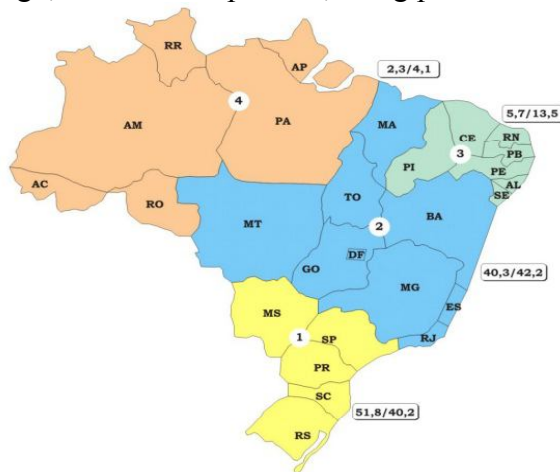 RR
AP
2,3/4,1
4
AM
PA
MA
5,7/13,5
CE
RN
3
PB
PI
PE
AL
SE
AC
RO
TO
MT
BA
2
DF
GO
40,3/42,2
MG
ES
MS
RJ
1
SP
PR
SC
51,8/40,2
RS